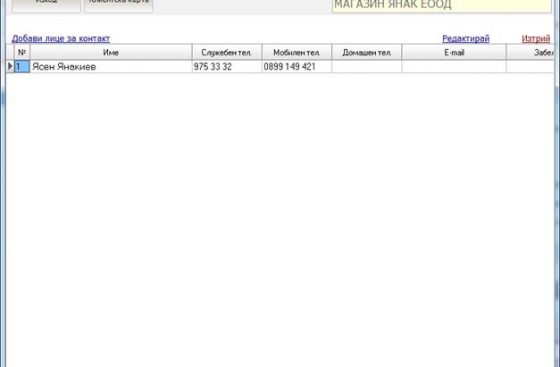 Изход Клиентска карта МАГАЗИН ЯНАК ЕООД
Добави лице за контакт Редактирай Изтрий
№ Име Служебен тел. Мобилен тел. Домашен тел. E-mail Забел
1 Ясен Янакиев 975 33 32 0899 149 421